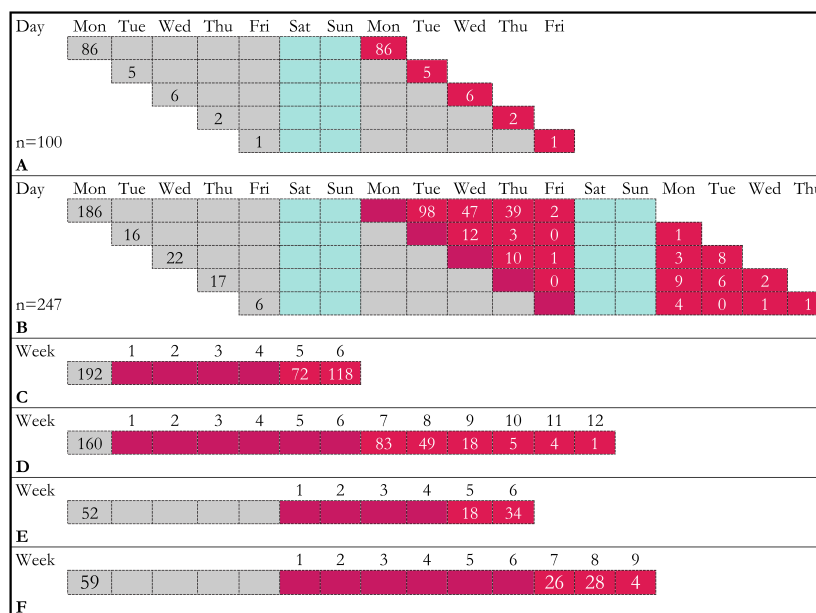 Day Mon Tue Wed Thu Fri Sat Sun Mon Tue Wed Thu Fri
86 86
5 5
6 6
2 2
n=100 1 1
A
Day Mon Tue Wed Thu Fri Sat Sun Mon Tue Wed Thu Fri Sat Sun Mon Tue Wed Thu
186 98 47 39 2
16 12 3 0 1
22 10 1 3 8
17 0 9 6 2
n=247 6 4 0 1 1
B
Week 1 2 3 4 5 6
192 72 118
C
Week 1 2 3 4 5 6 7 8 9 10 11 12
160 83 49 18 5 4 1
D
Week 1 2 3 4 5 6
52 18 34
E
Week 1 2 3 4 5 6 7 8 9
59 26 28 4
F